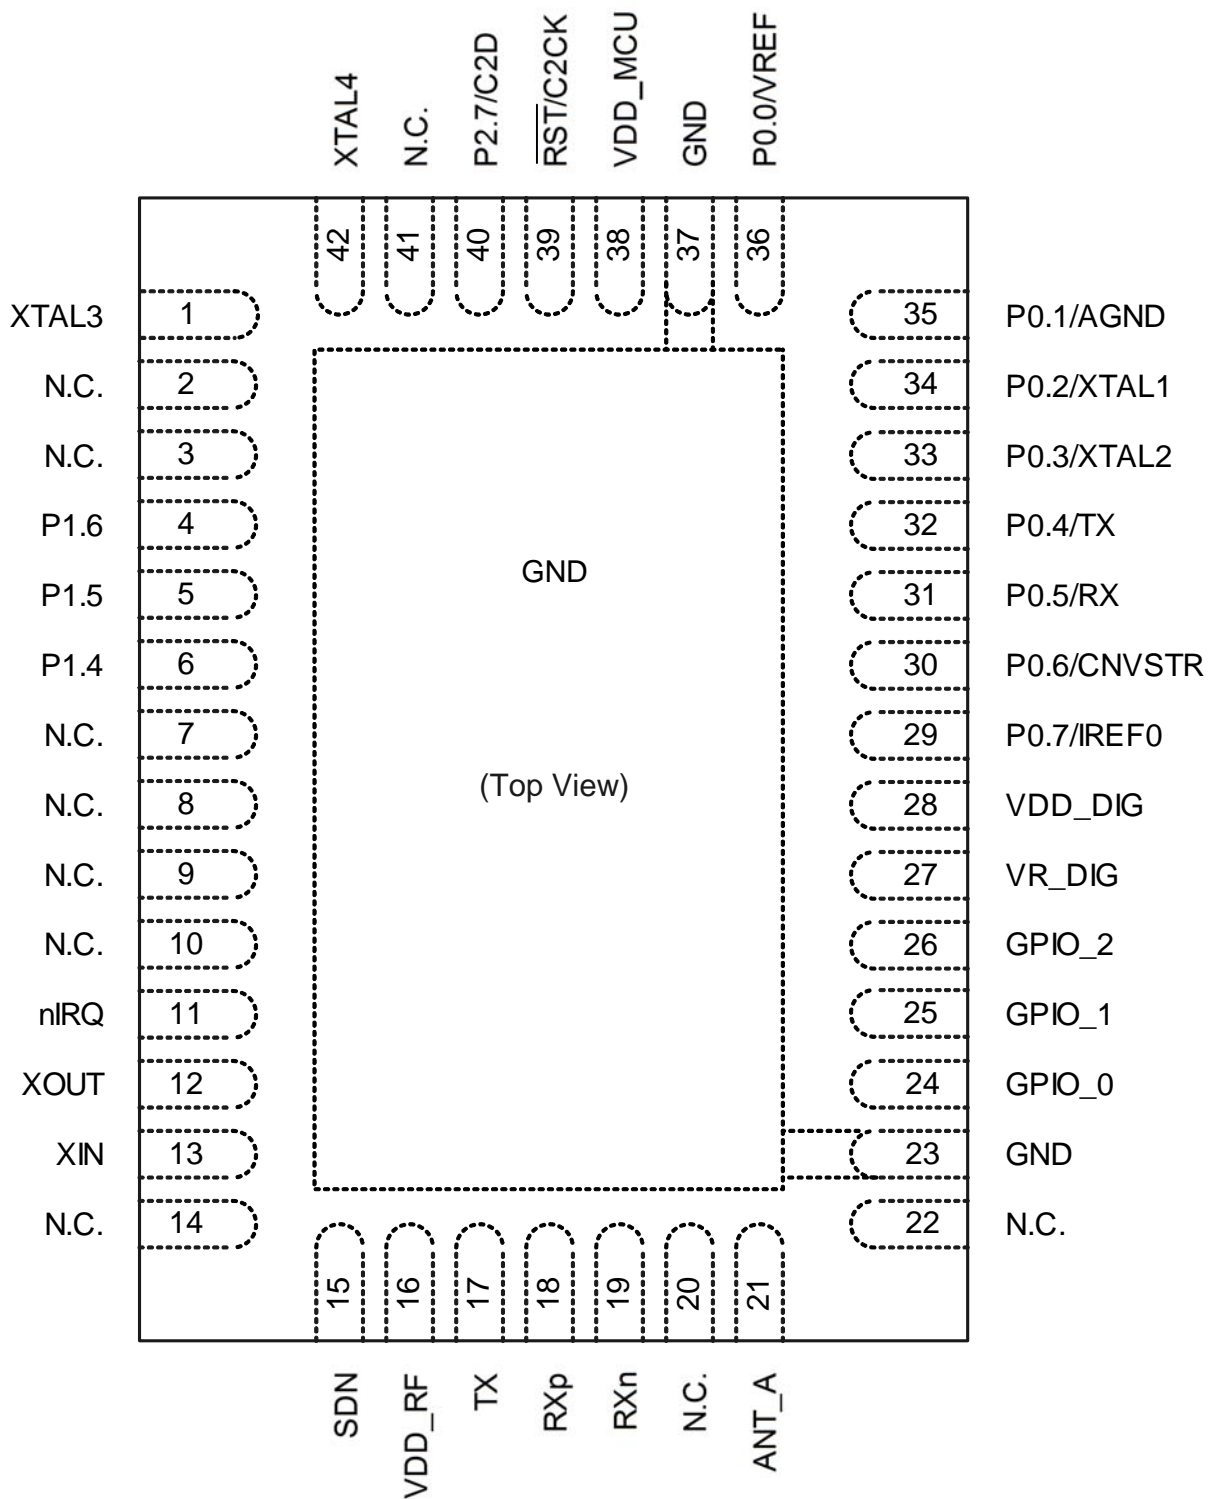 XTAL4
N.C.
P2.7/C2D
RST/C2CK
VDD_MCU
GND
P0.0/VREF
42
41
40
39
38
37
36
XTAL3 1 35 P0.1/AGND
N.C. 2 34 P0.2/XTAL1
N.C. 3 33 P0.3/XTAL2
P1.6 4 32 P0.4/TX
GND
P1.5 5 31 P0.5/RX
P1.4 6 30 P0.6/CNVSTR
N.C. 7 29 P0.7/IREF0
(Top View)
N.C. 8 28 VDD_DIG
N.C. 9 27 VR_DIG
N.C. 10 26 GPIO_2
nIRQ 11 25 GPIO_1
XOUT 12 24 GPIO_0
XIN 13 23 GND
N.C. 14 22 N.C.
15
16
17
18
19
20
21
SDN
VDD_RF
TX
RXp
RXn
N.C.
ANT_A